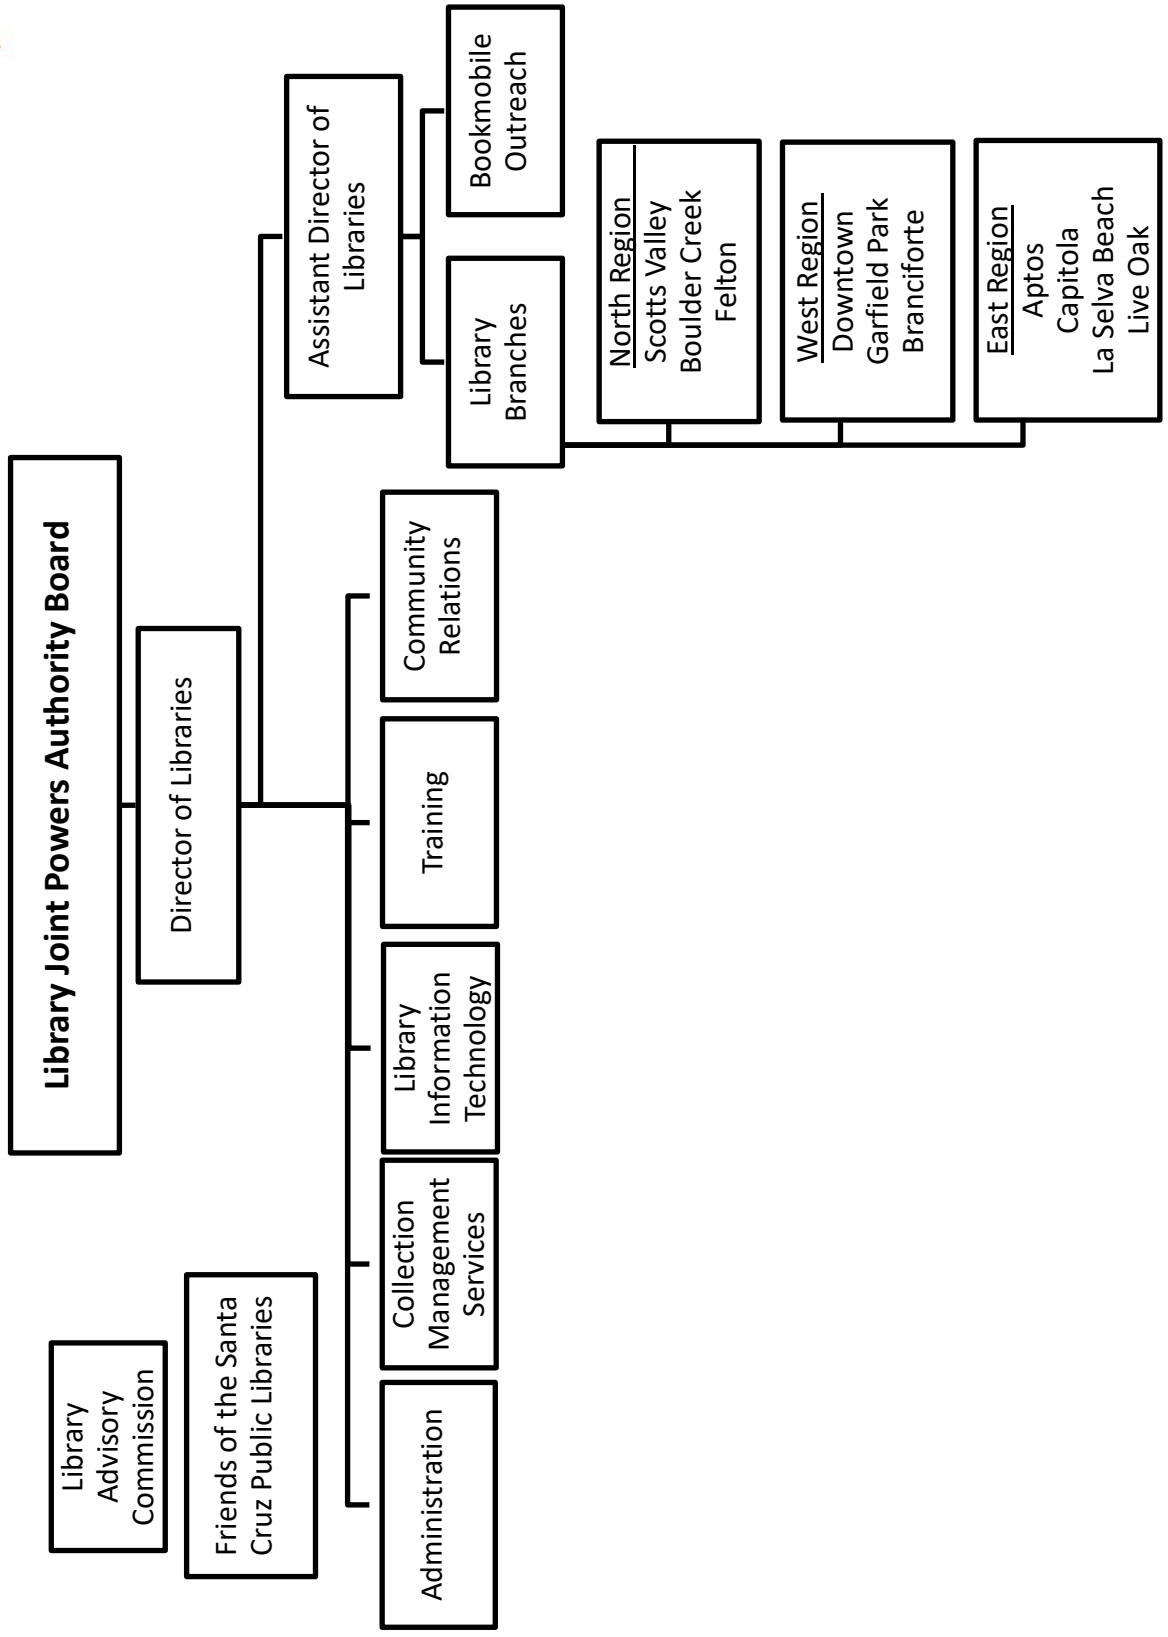 Library Joint Powers Authority Board
Library
Advisory
Commission
Director of Libraries
Friends of the Santa
Cruz Public Libraries
Assistant Director of
Libraries
Administration
Collection
Management
Services
Library
Information
Technology
Training
Community
Relations
Library
Branches
Bookmobile
Outreach
North Region
Scotts Valley
Boulder Creek
Felton
West Region
Downtown
Garfield Park
Branciforte
East Region
Aptos
Capitola
La Selva Beach
Live Oak